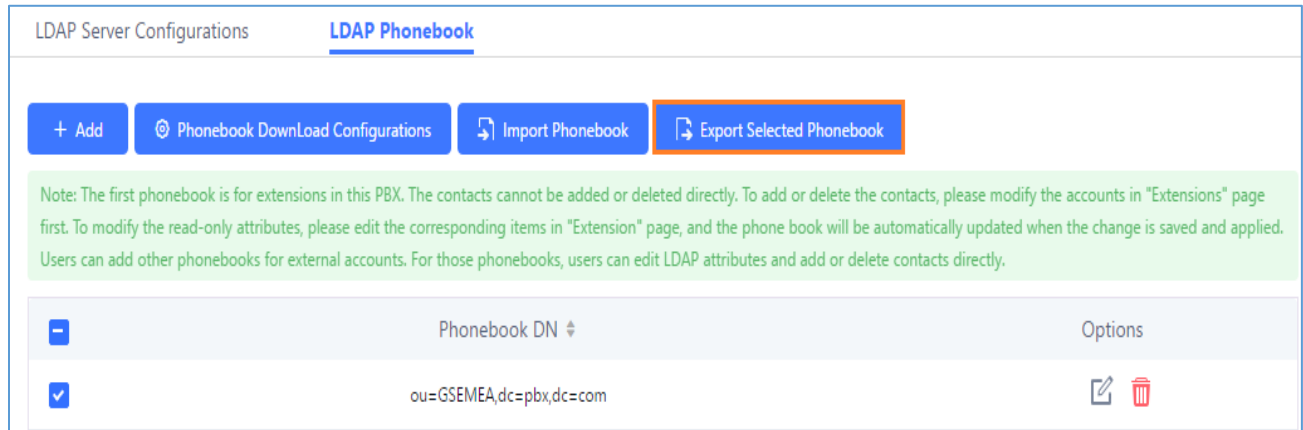 LDAP Server Configurations LDAP Phonebook
+ Add Phonebook DownLoad Configurations Import Phonebook Export Selected Phonebook
Note: The first phonebook is for extensions in this PBX. The contacts cannot be added or deleted directly. To add or delete the contacts, please modify the accounts in "Extensions" page
first. To modify the read-only attributes, please edit the corresponding items in "Extension" page, and the phone book will be automatically updated when the change is saved and applied.
Users can add other phonebooks for external accounts. For those phonebooks, users can edit LDAP attributes and add or delete contacts directly.
Phonebook DN Options
ou=GSEMEA,dc=pbx,dc=com